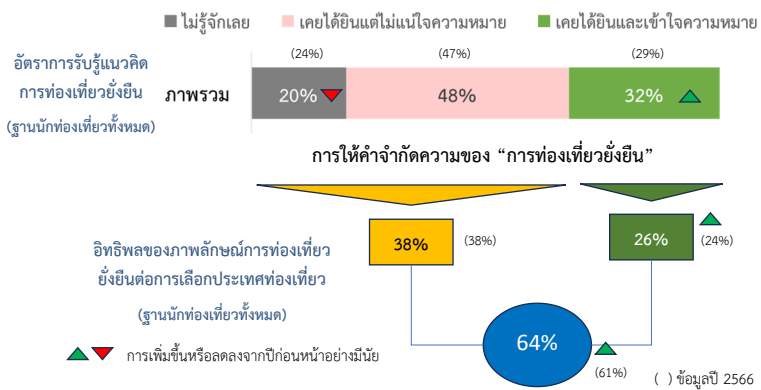 ไม่รู้จักเลย เคยได้ยินแต่ไม่แน่ใจความหมาย เคยได้ยินและเข้าใจความหมาย
(24%) (47%) (29%)
อัตราการรับรู้แนวคิด
การท่องเที่ยวยั่งยืน
(ฐานนักท่องเที่ยวทั้งหมด)
ภาพรวม 20% 48% 32%
การให้คำจำกัดความของ “การท่องเที่ยวยั่งยืน”
38% (38%) 26% (24%)
อิทธิพลของภาพลักษณ์การท่องเที่ยว
ยั่งยืนต่อการเลือกประเทศท่องเที่ยว
(ฐานนักท่องเที่ยวทั้งหมด)
64% (61%)
การเพิ่มขึ้นหรือลดลงจากปีก่อนหน้าอย่างมีนัย
( ) ข้อมูลปี 2566